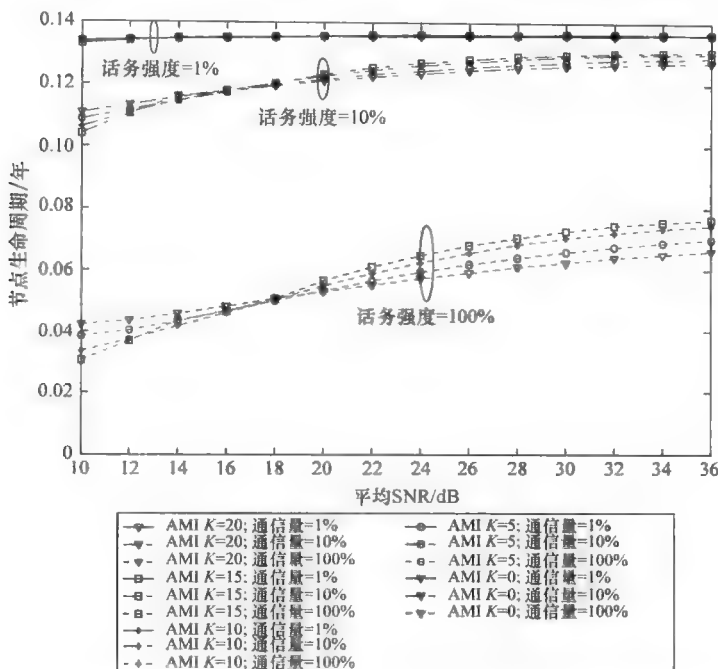 0.14
0.12
0.10
0.08
0.06
0.04
0.02
0
节点生命周期/年
话务强度=1%
话务强度=10%
话务强度=100%
10 12 14 16 18 20 22 24 26 28 30 32 34 36
平均SNR/dB
AMI K=20; 通信量=1%
AMI K=20; 通信量=10%
AMI K=20; 通信量=100%
AMI K=15; 通信量=1%
AMI K=15; 通信量=10%
AMI K=15; 通信量=100%
AMI K=10; 通信量=1%
AMI K=10; 通信量=10%
AMI K=10; 通信量=100%
AMI K=5; 通信量=1%
AMI K=5; 通信量=10%
AMI K=5; 通信量=100%
AMI K=0; 通信量=1%
AMI K=0; 通信量=10%
AMI K=0; 通信量=100%